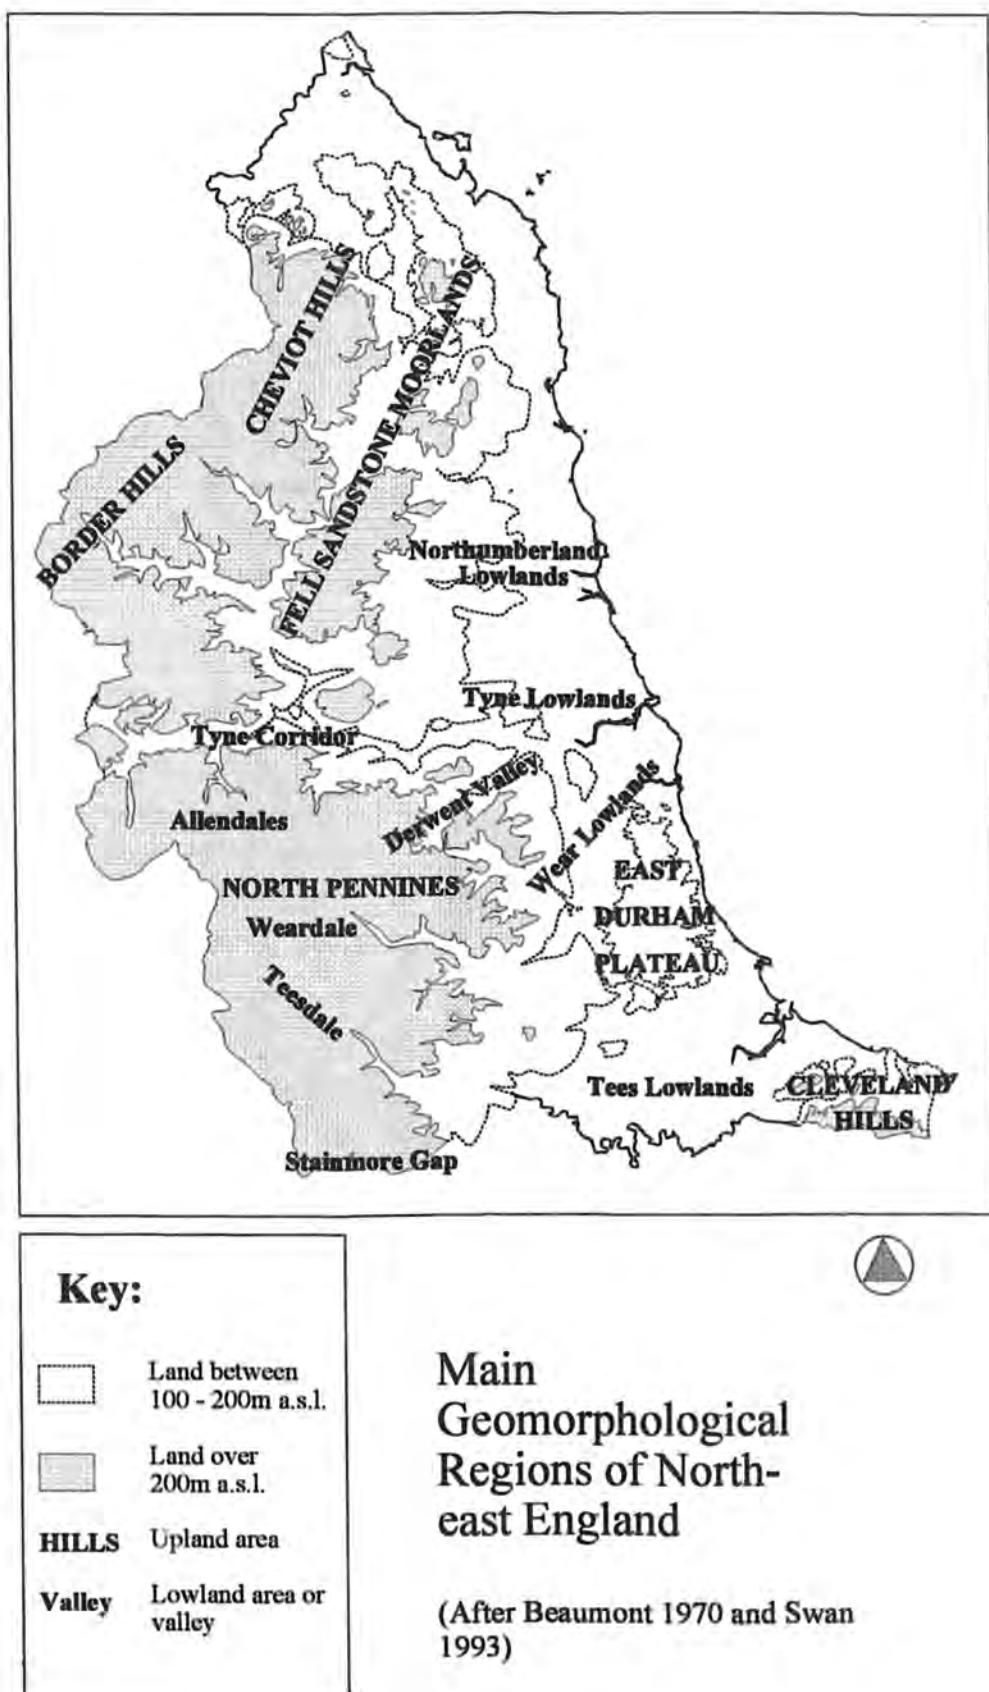 CHEVIOT HILLS
FELL SANDSTONE MOORLANDS
BORDER HILLS
Northumberland
Lowlands
Tyne Lowlands
Tyne Corridor
Derwent Valley
Wear Lowlands
Allendales
EAST
DURHAM
PLATEAU
NORTH PENNINES
Weardale
Teesdale
Tees Lowlands
CLEVELAND
HILLS
Stainmore Gap
Key:
Land between
100 - 200m a.s.l.
Land over
200m a.s.l.
HILLS Upland area
Valley Lowland area or
valley
Main
Geomorphological
Regions of North-
east England
(After Beaumont 1970 and Swan
1993)